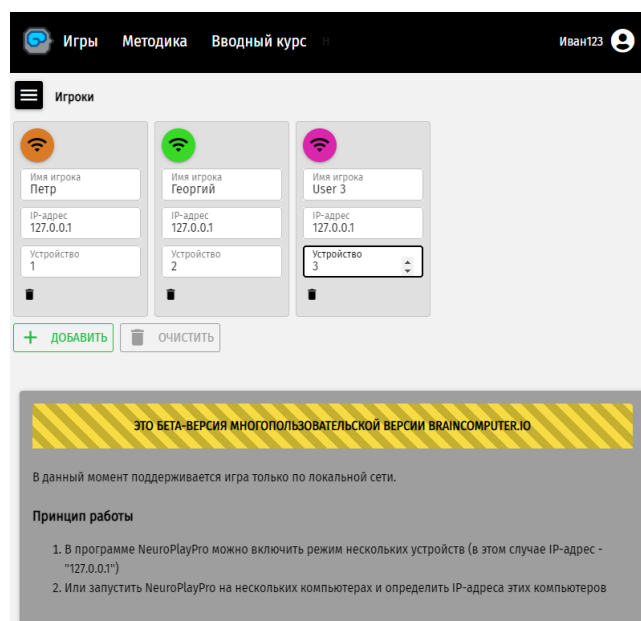 Игры Методика Вводный курс Н Иван123
Игроки
Имя игрока Имя игрока Имя игрока
Петр Георгий User 3
IP-адрес IP-адрес IP-адрес
127.0.0.1 127.0.0.1 127.0.0.1
Устройство Устройство Устройство
1 2 3
+ ДОБАВИТЬ ОЧИСТИТЬ
ЭТО БЕТА-ВЕРСИЯ МНОГОПОЛЬЗОВАТЕЛЬСКОЙ ВЕРСИИ BRAINCOMPUTER.IO
В данный момент поддерживается игра только по локальной сети.
Принцип работы
1. В программе NeuroPlayPro можно включить режим нескольких устройств (в этом случае IP-адрес -
"127.0.0.1")
2. Или запустить NeuroPlayPro на нескольких компьютерах и определить IP-адреса этих компьютеров